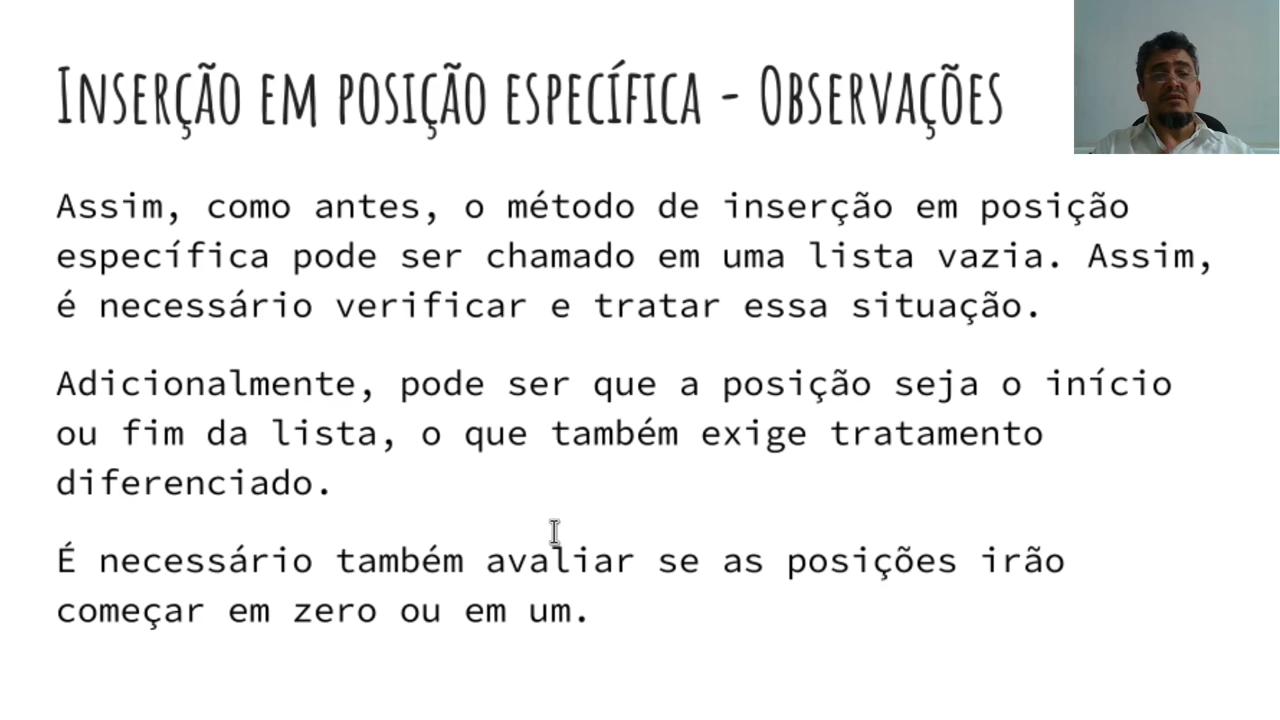 Inserção em posição específica - Observações
Assim, como antes, o método de inserção em posição
específica pode ser chamado em uma lista vazia. Assim,
é necessário verificar e tratar essa situação.
Adicionalmente, pode ser que a posição seja o início
ou fim da lista, o que também exige tratamento
diferenciado.
É necessário também avaliar se as posições irão
começar em zero ou em um.